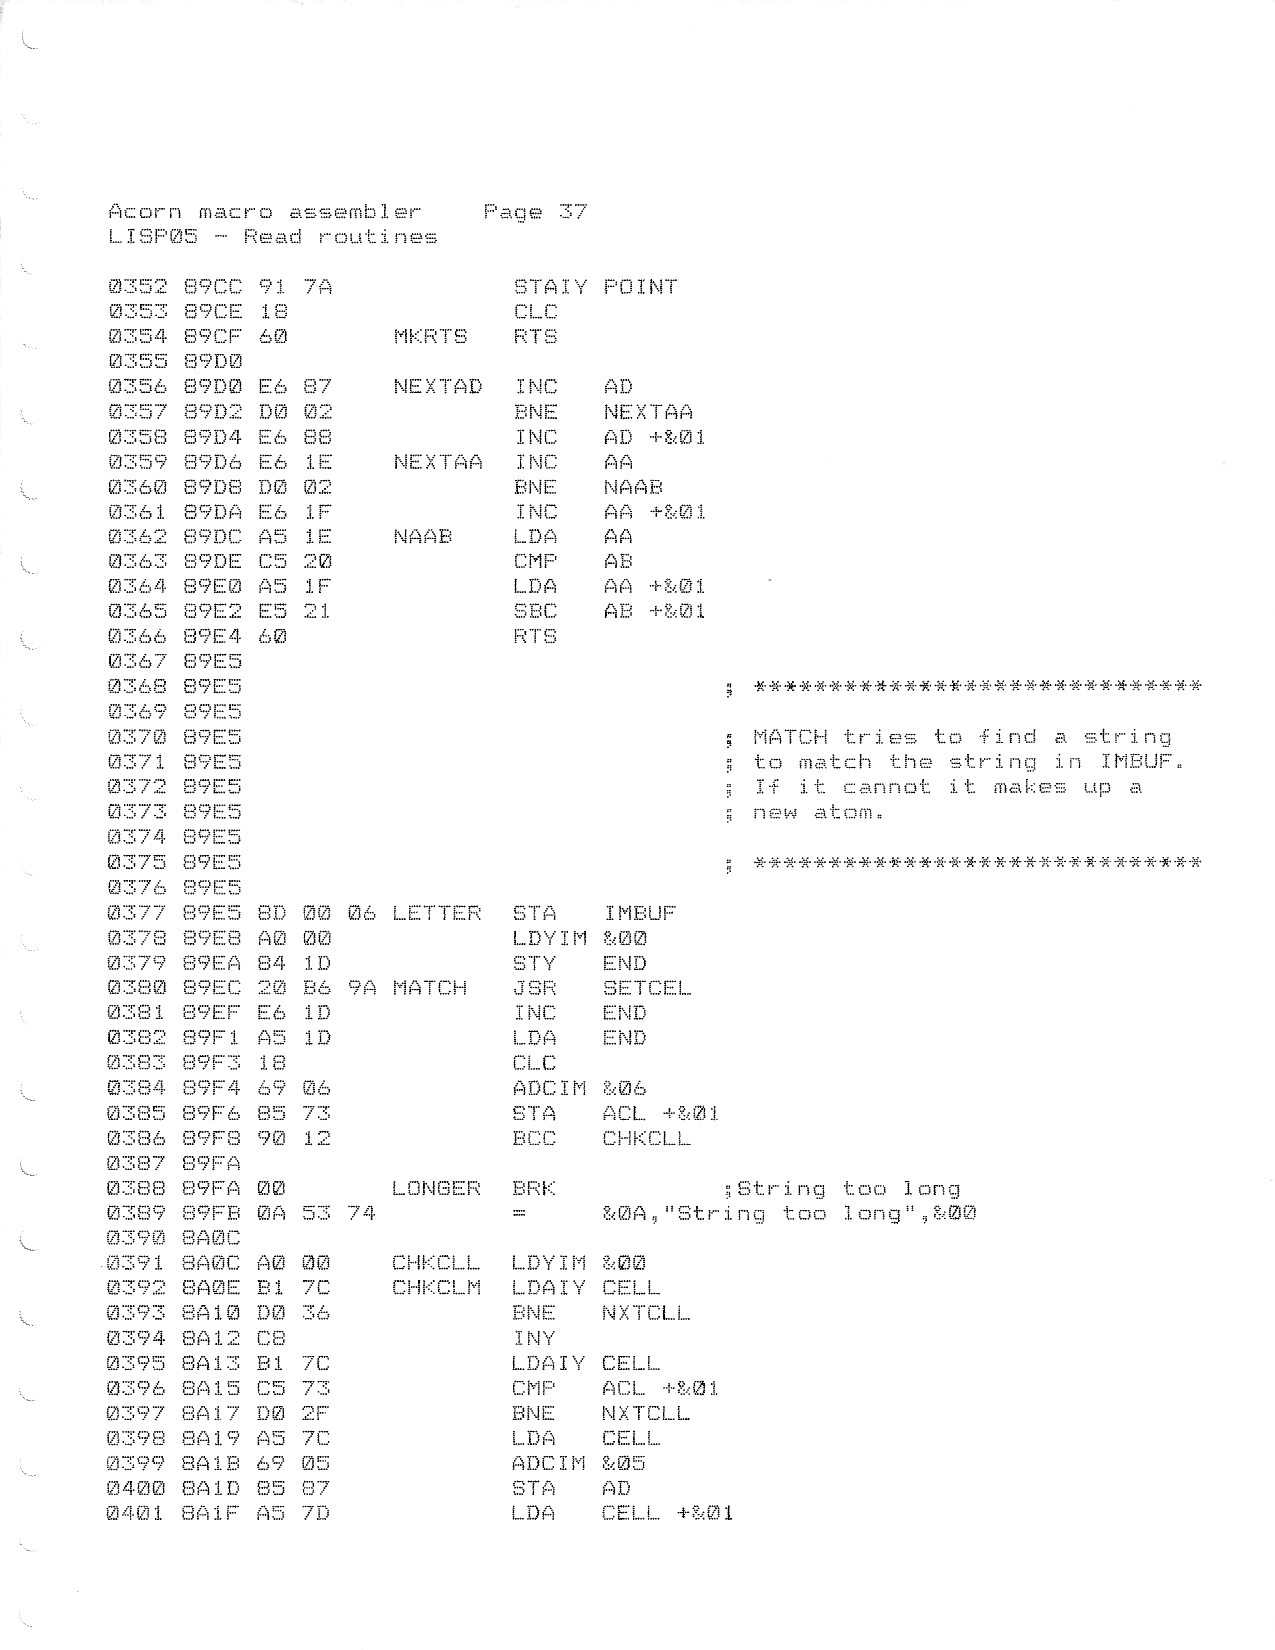 Acorn macro assembler    Page 37
LISP05 - Read routines
0352 89CC 91 7A            STAIY POINT
0353 89CE 18               CLC
0354 89CF 60       MKRTS   RTS
0355 89D0
0356 89D0 E6 87    NEXTAD  INC   AD
0357 89D2 D0 02            BNE   NEXTAA
0358 89D4 E6 88            INC   AD +&01
0359 89D6 E6 1E    NEXTAA  INC   AA
0360 89D8 D0 02            BNE   NAAB
0361 89DA E6 1F            INC   AA +&01
0362 89DC A5 1E    NAAB    LDA   AA
0363 89DE C5 20            CMP   AB
0364 89E0 A5 1F            LDA   AA +&01
0365 89E2 E5 21            SBC   AB +&01
0366 89E4 60               RTS
0367 89E5
0368 89E5                                ; ******************************
0369 89E5
0370 89E5                                ; MATCH tries to find a string
0371 89E5                                ; to match the string in IMBUF.
0372 89E5                                ; If it cannot it makes up a
0373 89E5                                ; new atom.
0374 89E5
0375 89E5                                ; ******************************
0376 89E5
0377 89E5 8D 00 06 LETTER  STA   IMBUF
0378 89E8 A0 00            LDYIM &00
0379 89EA 84 1D            STY   END
0380 89EC 20 B6 9A MATCH   JSR   SETCEL
0381 89EF E6 1D            INC   END
0382 89F1 A5 1D            LDA   END
0383 89F3 18               CLC
0384 89F4 69 06            ADCIM &06
0385 89F6 85 73            STA   ACL +&01
0386 89F8 90 12            BCC   CHKCLL
0387 89FA
0388 89FA 00       LONGER  BRK           ;String too long
0389 89FB 0A 53 74         =     &0A,"String too long",&00
0390 8A0C
0391 8A0C A0 00    CHKCLL  LDYIM &00
0392 8A0E B1 7C    CHKCLM  LDAIY CELL
0393 8A10 D0 36            BNE   NXTCLL
0394 8A12 C8               INY
0395 8A13 B1 7C            LDAIY CELL
0396 8A15 C5 73            CMP   ACL +&01
0397 8A17 D0 2F            BNE   NXTCLL
0398 8A19 A5 7C            LDA   CELL
0399 8A1B 69 05            ADCIM &05
0400 8A1D 85 87            STA   AD
0401 8A1F A5 7D            LDA   CELL +&01